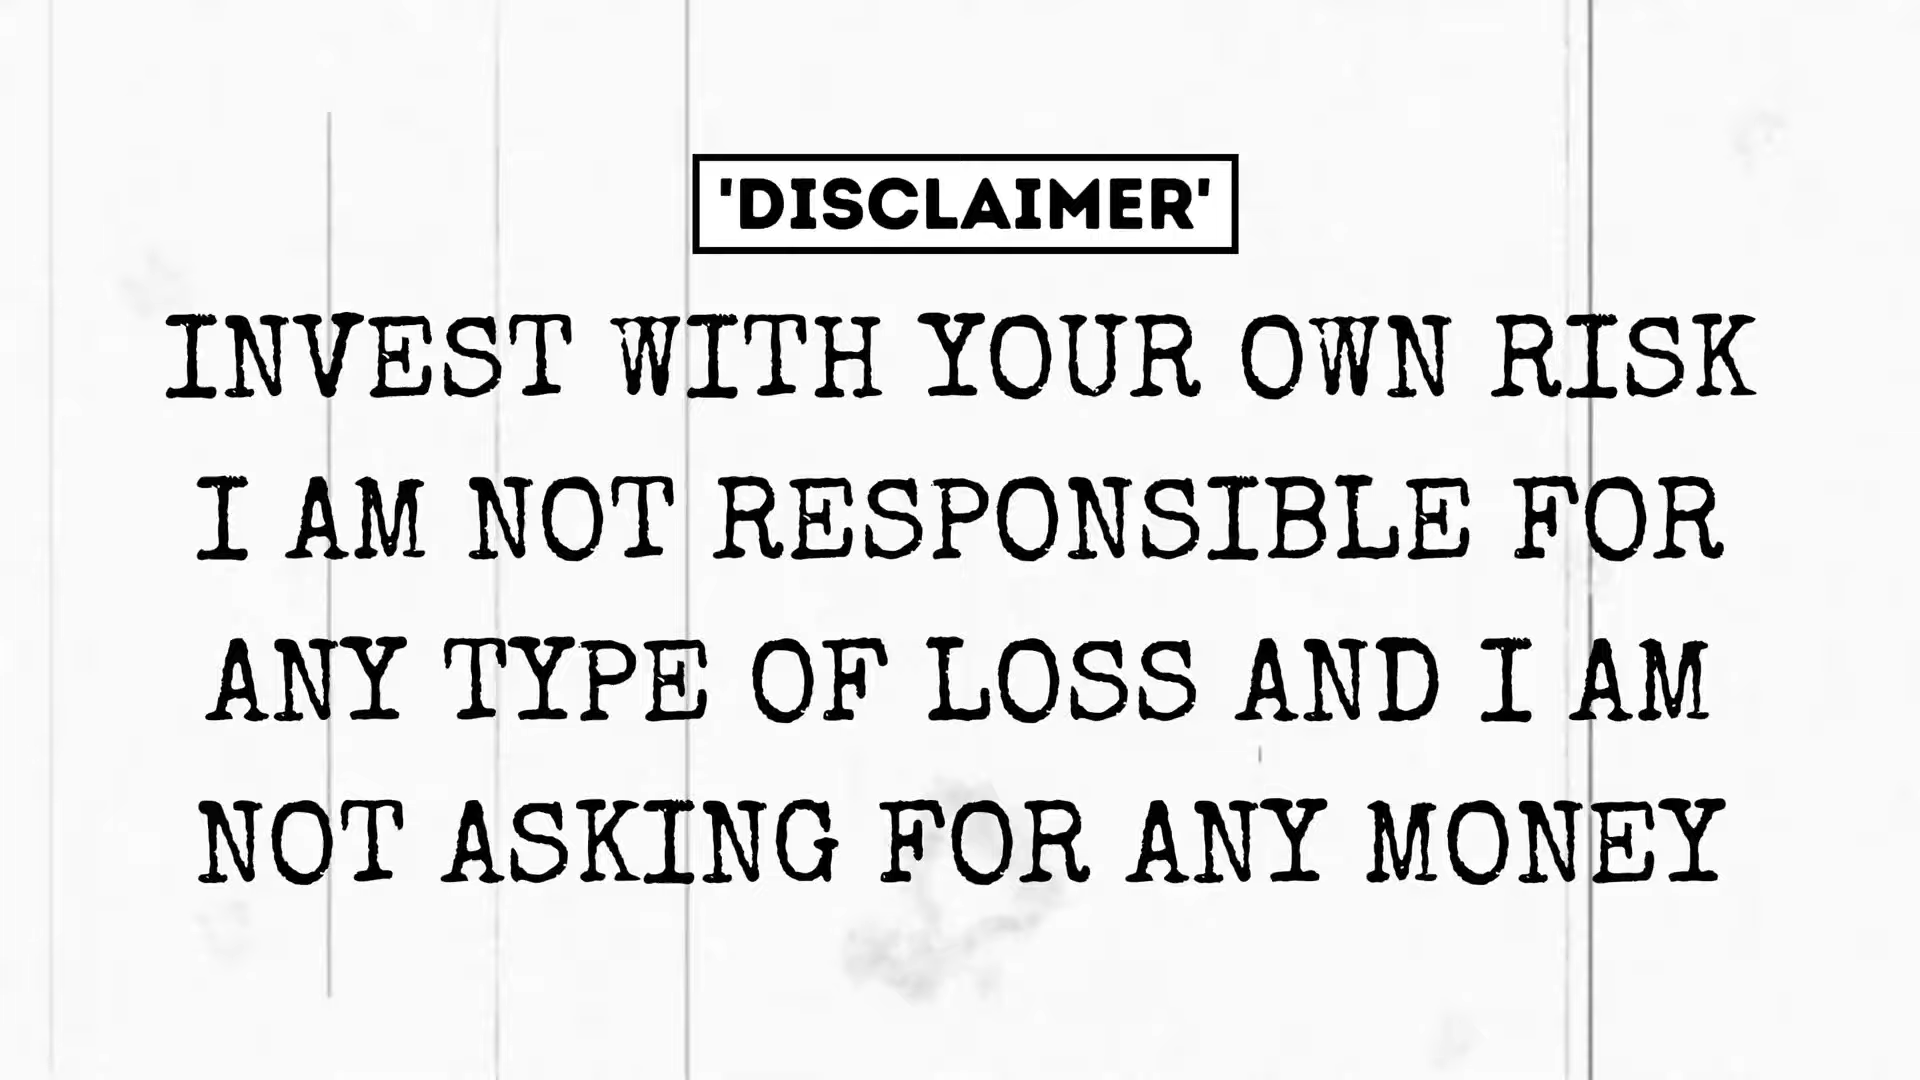 'DISCLAIMER'
INVEST WITH YOUR OWN RISK
I AM NOT RESPONSIBLE FOR
ANY TYPE OF LOSS AND I AM
NOT ASKING FOR ANY MONEY